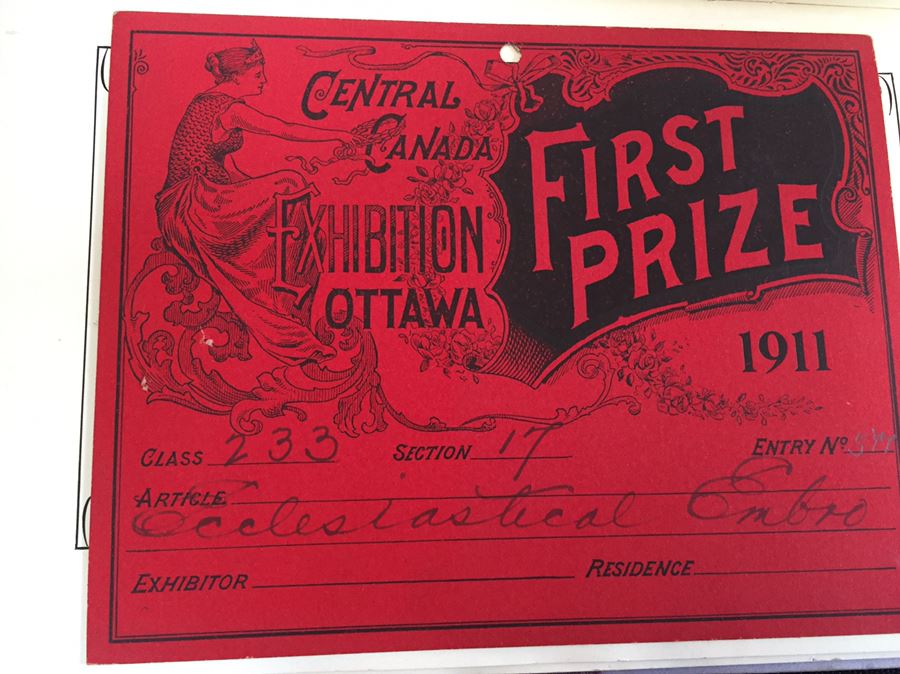 CENTRAL
CANADA
EXHIBITION
OTTAWA
FIRST
PRIZE
1911
CLASS 233 SECTION 17 ENTRY NO
ARTICLE
Ecclesiastical Embro
EXHIBITOR RESIDENCE